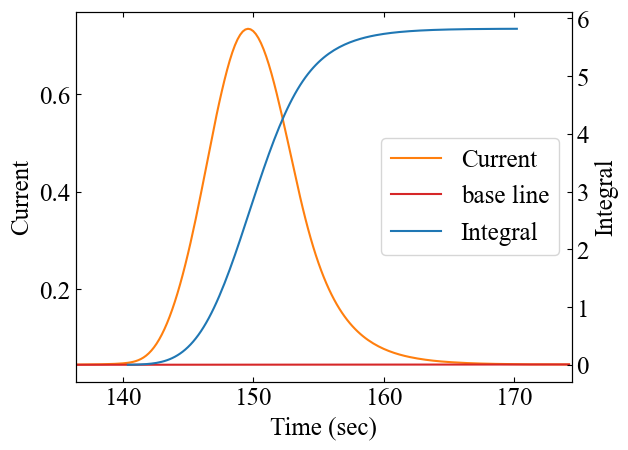 6
5
4
3
2
1
0
0.6
0.4
0.2
Current
Integral
Current
base line
Integral
140
150
160
170
Time (sec)